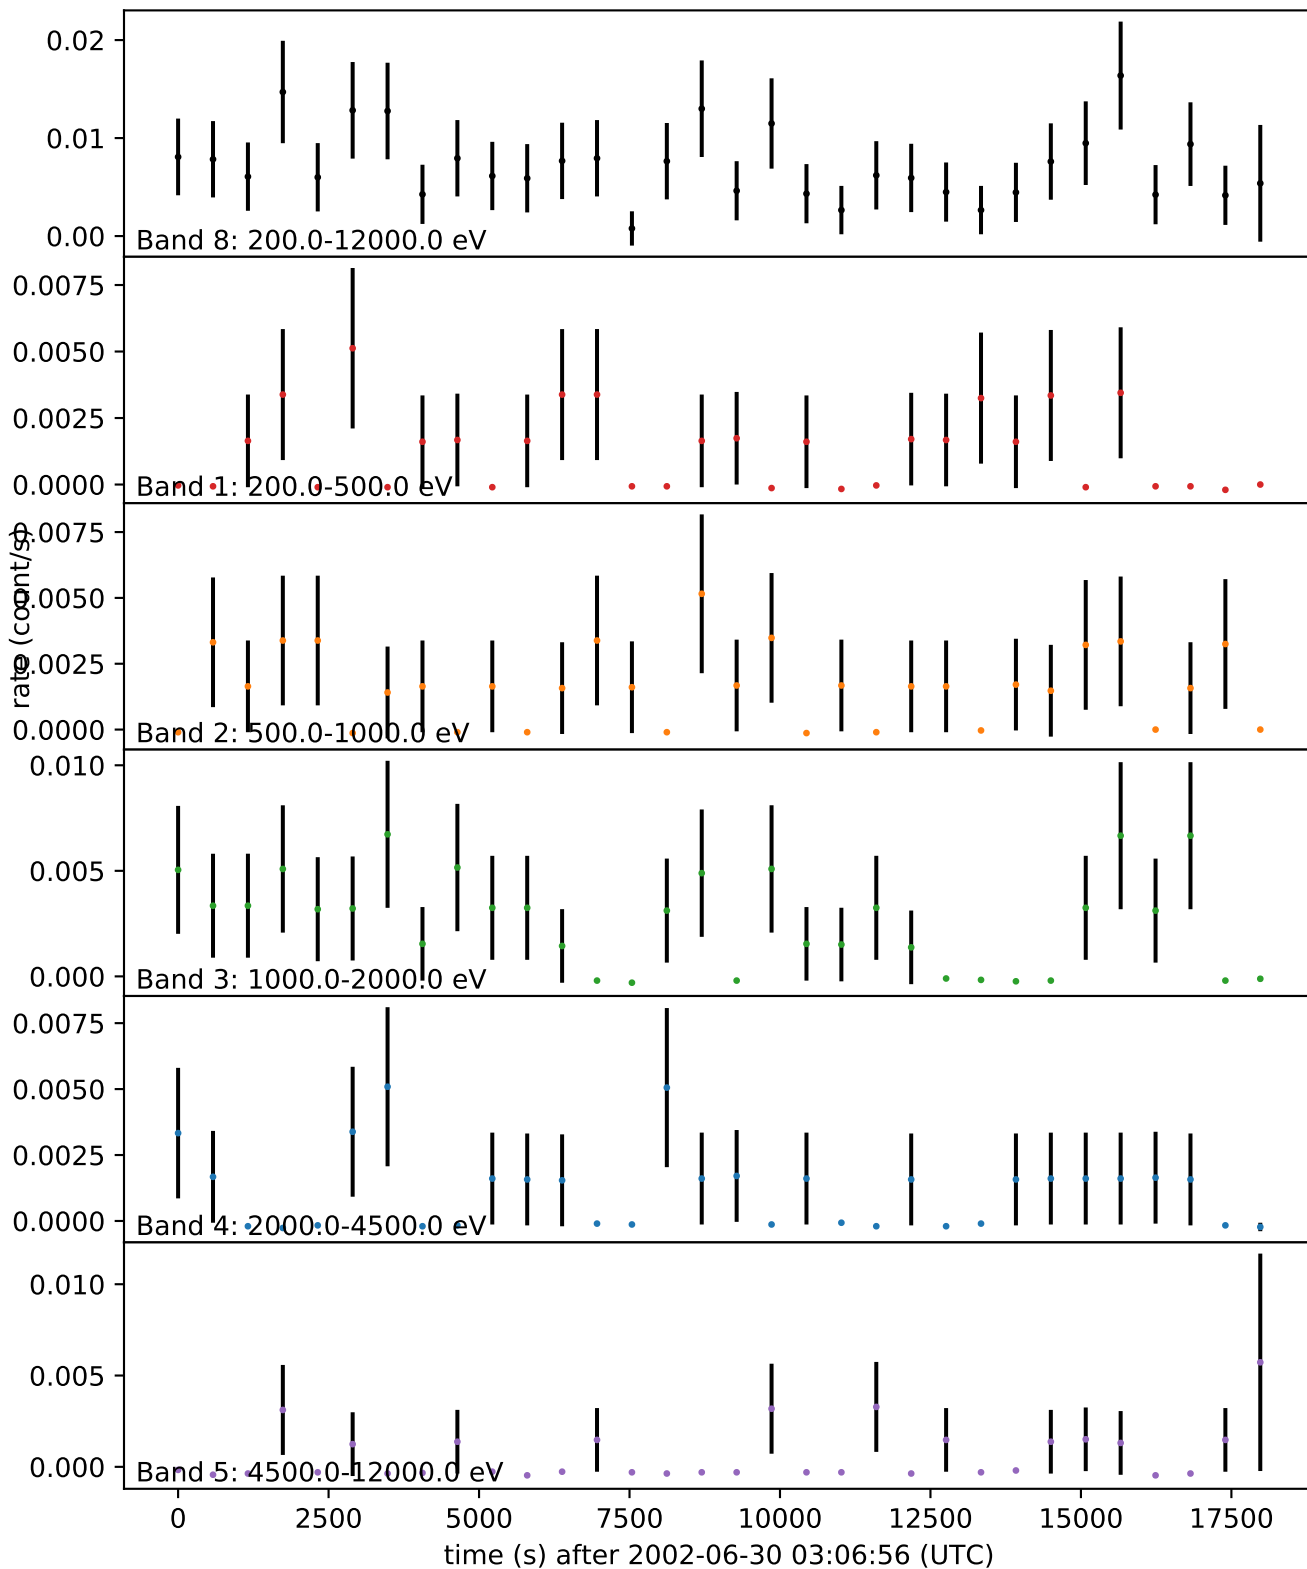 0.02
0.01
0.00
Band 8: 200.0-12000.0 eV
0.0075
0.0050
0.0025
0.0000
Band 1: 200.0-500.0 eV
rate (count/s)
0.0075
0.0050
0.0025
0.0000
Band 2: 500.0-1000.0 eV
0.010
0.005
0.000
Band 3: 1000.0-2000.0 eV
0.0075
0.0050
0.0025
0.0000
Band 4: 2000.0-4500.0 eV
0.010
0.005
0.000
Band 5: 4500.0-12000.0 eV
0 2500 5000 7500 10000 12500 15000 17500
time (s) after 2002-06-30 03:06:56 (UTC)